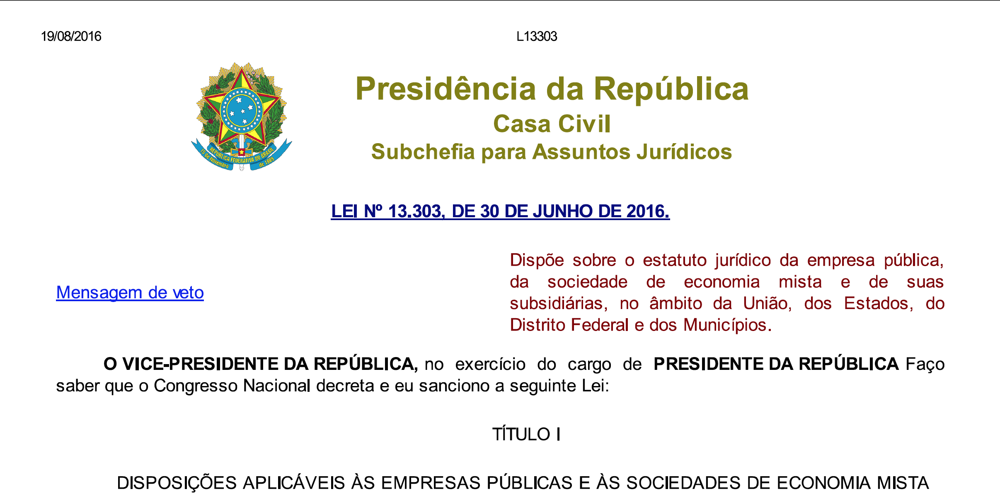 19/08/2016 L13303
Presidência da República
Casa Civil
Subchefia para Assuntos Jurídicos
REPÚBLICA FEDERATIVA DO BRASIL
15 de Novembro de 1889
LEI Nº 13.303, DE 30 DE JUNHO DE 2016.
Mensagem de veto
Dispõe sobre o estatuto jurídico da empresa pública,
da sociedade de economia mista e de suas
subsidiárias, no âmbito da União, dos Estados, do
Distrito Federal e dos Municípios.
O VICE-PRESIDENTE DA REPÚBLICA, no exercício do cargo de PRESIDENTE DA REPÚBLICA Faço
saber que o Congresso Nacional decreta e eu sanciono a seguinte Lei:
TÍTULO I
DISPOSIÇÕES APLICÁVEIS ÀS EMPRESAS PÚBLICAS E ÀS SOCIEDADES DE ECONOMIA MISTA